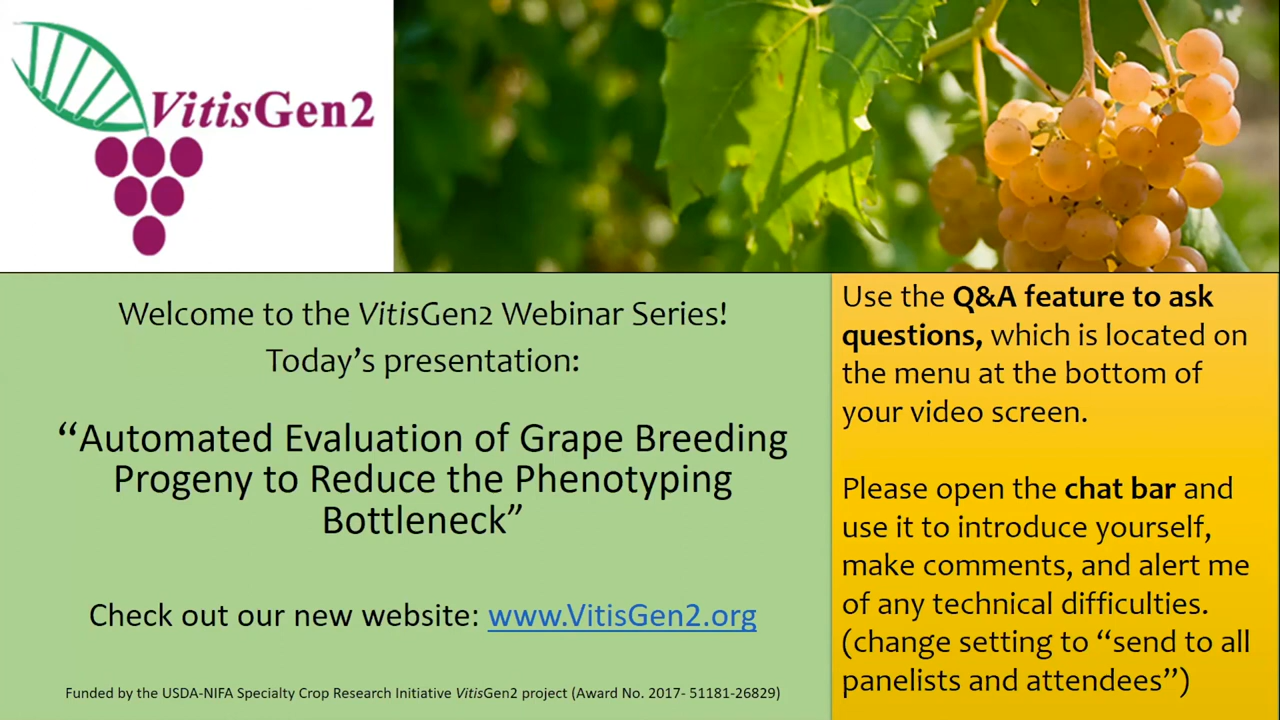 VitisGen2
Welcome to the VitisGen2 Webinar Series!
Today’s presentation:
“Automated Evaluation of Grape Breeding
Progeny to Reduce the Phenotyping
Bottleneck”
Check out our new website: www.VitisGen2.org
Funded by the USDA-NIFA Specialty Crop Research Initiative VitisGen2 project (Award No. 2017- 51181-26829)
Use the Q&A feature to ask
questions, which is located on
the menu at the bottom of
your video screen.
Please open the chat bar and
use it to introduce yourself,
make comments, and alert me
of any technical difficulties.
(change setting to “send to all
panelists and attendees”)